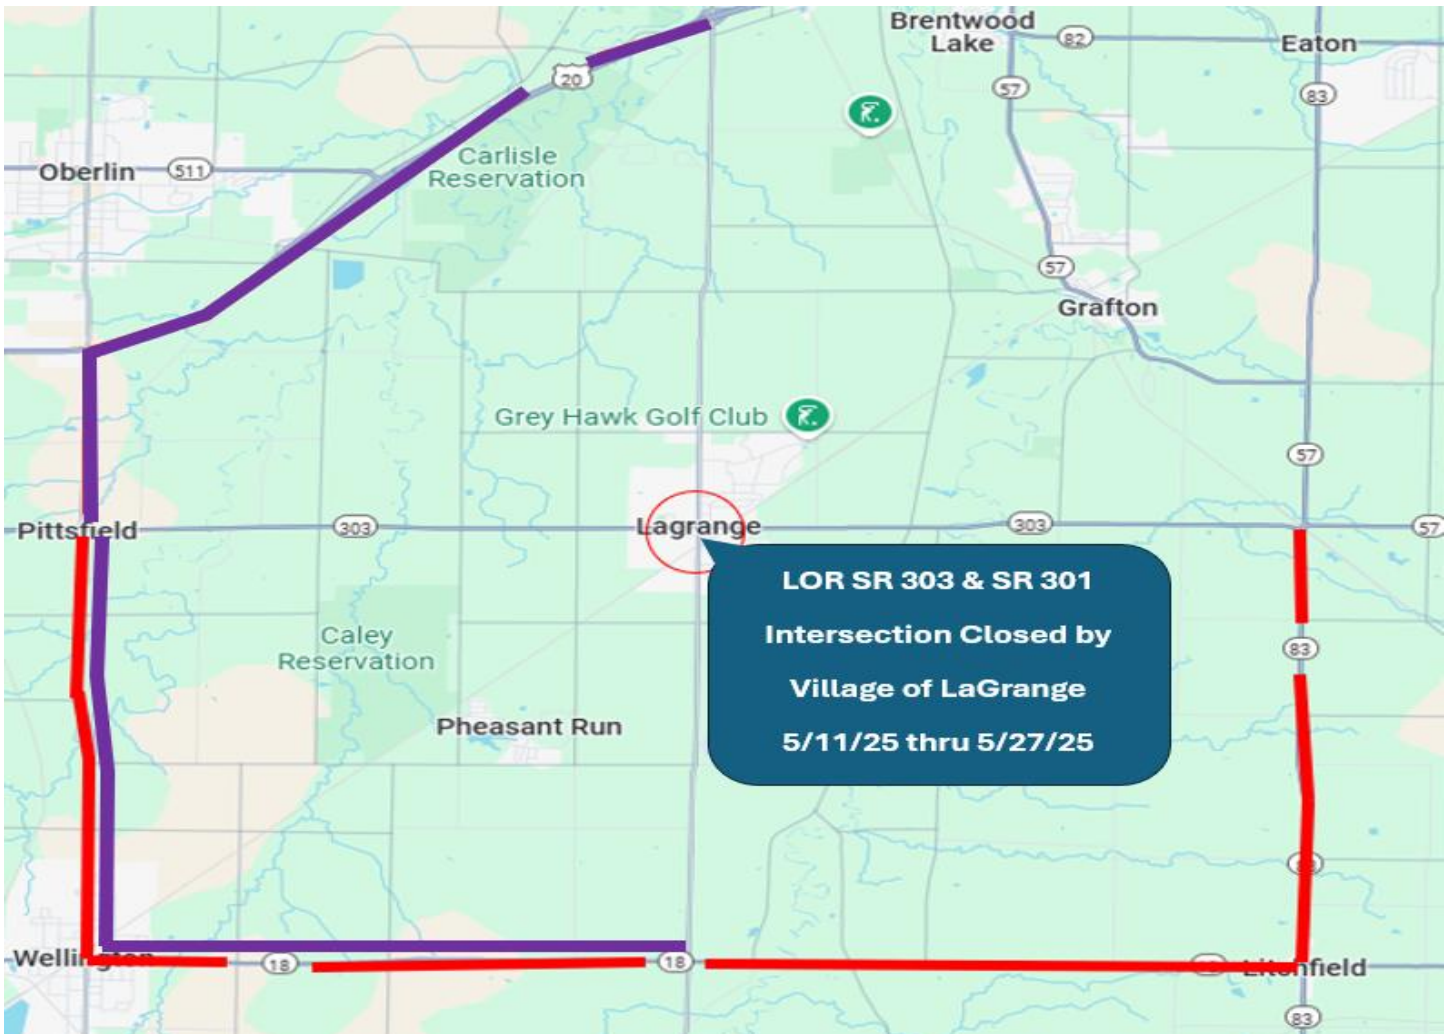 Brentwood
Lake
82
Eaton
20
57
83
Carlisle
Reservation
Oberlin
511
57
Grafton
Grey Hawk Golf Club
57
Pittsfield
303
Lagrange
303
57
LOR SR 303 & SR 301
Intersection Closed by
Village of LaGrange
5/11/25 thru 5/27/25
Caley
Reservation
83
Pheasant Run
Wellington
18
18
Litchfield
83